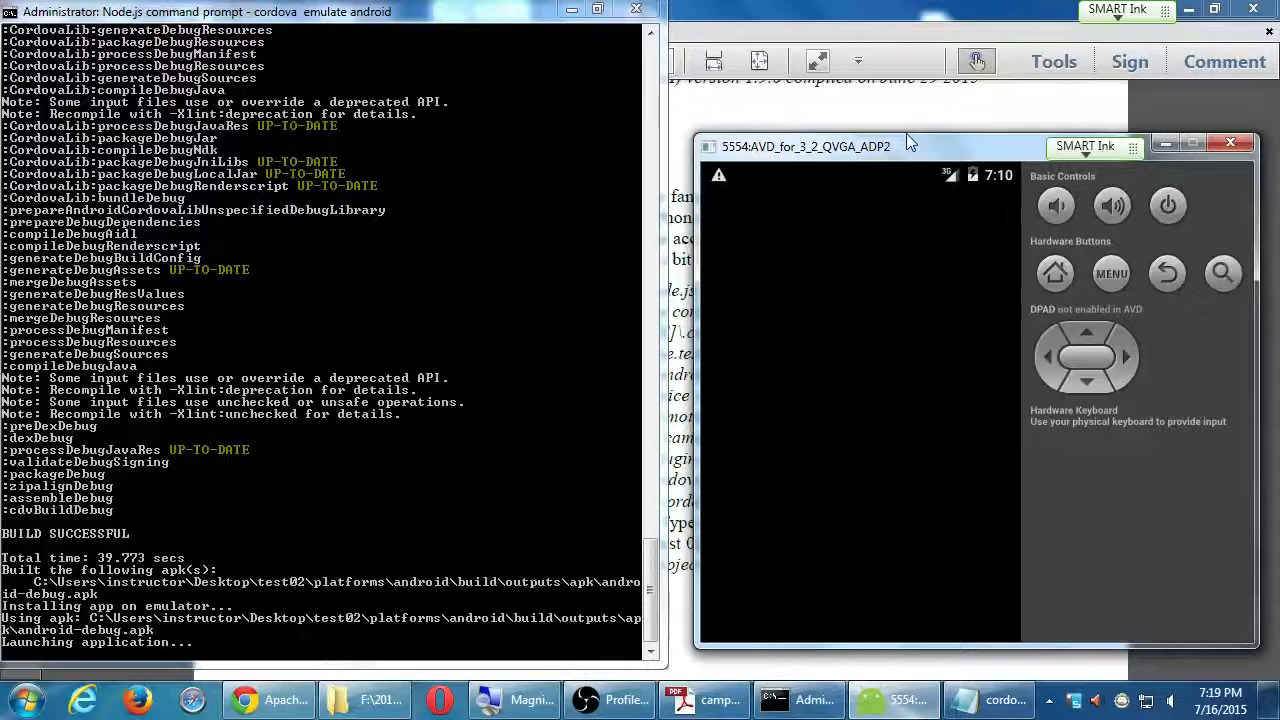 Administrator: Node.js command prompt - cordova  emulate android
:CordovaLib:generateDebugResources
:CordovaLib:packageDebugResources
:CordovaLib:processDebugManifest
:CordovaLib:processDebugResources
:CordovaLib:generateDebugSources
:CordovaLib:compileDebugJava
Note: Some input files use or override a deprecated API.
Note: Recompile with -Xlint:deprecation for details.
:CordovaLib:processDebugJavaRes UP-TO-DATE
:CordovaLib:packageDebugJar
:CordovaLib:compileDebugNdk
:CordovaLib:packageDebugJniLibs UP-TO-DATE
:CordovaLib:packageDebugLocalJar UP-TO-DATE
:CordovaLib:packageDebugRenderscript UP-TO-DATE
:CordovaLib:bundleDebug
:prepareAndroidCordovaLibUnspecifiedDebugLibrary
:prepareDebugDependencies
:compileDebugAidl
:compileDebugRenderscript
:generateDebugBuildConfig
:generateDebugAssets UP-TO-DATE
:mergeDebugAssets
:generateDebugResValues
:generateDebugResources
:mergeDebugResources
:processDebugManifest
:processDebugResources
:generateDebugSources
:compileDebugJava
Note: Some input files use or override a deprecated API.
Note: Recompile with -Xlint:deprecation for details.
Note: Some input files use unchecked or unsafe operations.
Note: Recompile with -Xlint:unchecked for details.
:preDexDebug
:dexDebug
:processDebugJavaRes UP-TO-DATE
:validateDebugSigning
:packageDebug
:zipalignDebug
:assembleDebug
:cdvBuildDebug
BUILD SUCCESSFUL
Total time: 39.773 secs
Built the following apk(s):
C:\Users\instructor\Desktop\test02\platforms\android\build\outputs\apk\andro
id-debug.apk
Installing app on emulator...
Using apk: C:\Users\instructor\Desktop\test02\platforms\android\build\outputs\ap
k\android-debug.apk
Launching application...
SMART Ink
Tools
Sign
Comment
5554:AVD_for_3_2_QVGA_ADP2
SMART Ink
3G
7:10
Basic Controls
Hardware Buttons
MENU
DPAD not enabled in AVD
Hardware Keyboard
Use your physical keyboard to provide input
Apach...
F:\201...
Magni...
Profile...
camp...
Admi...
5554:...
cordo...
7:19 PM
7/16/2015